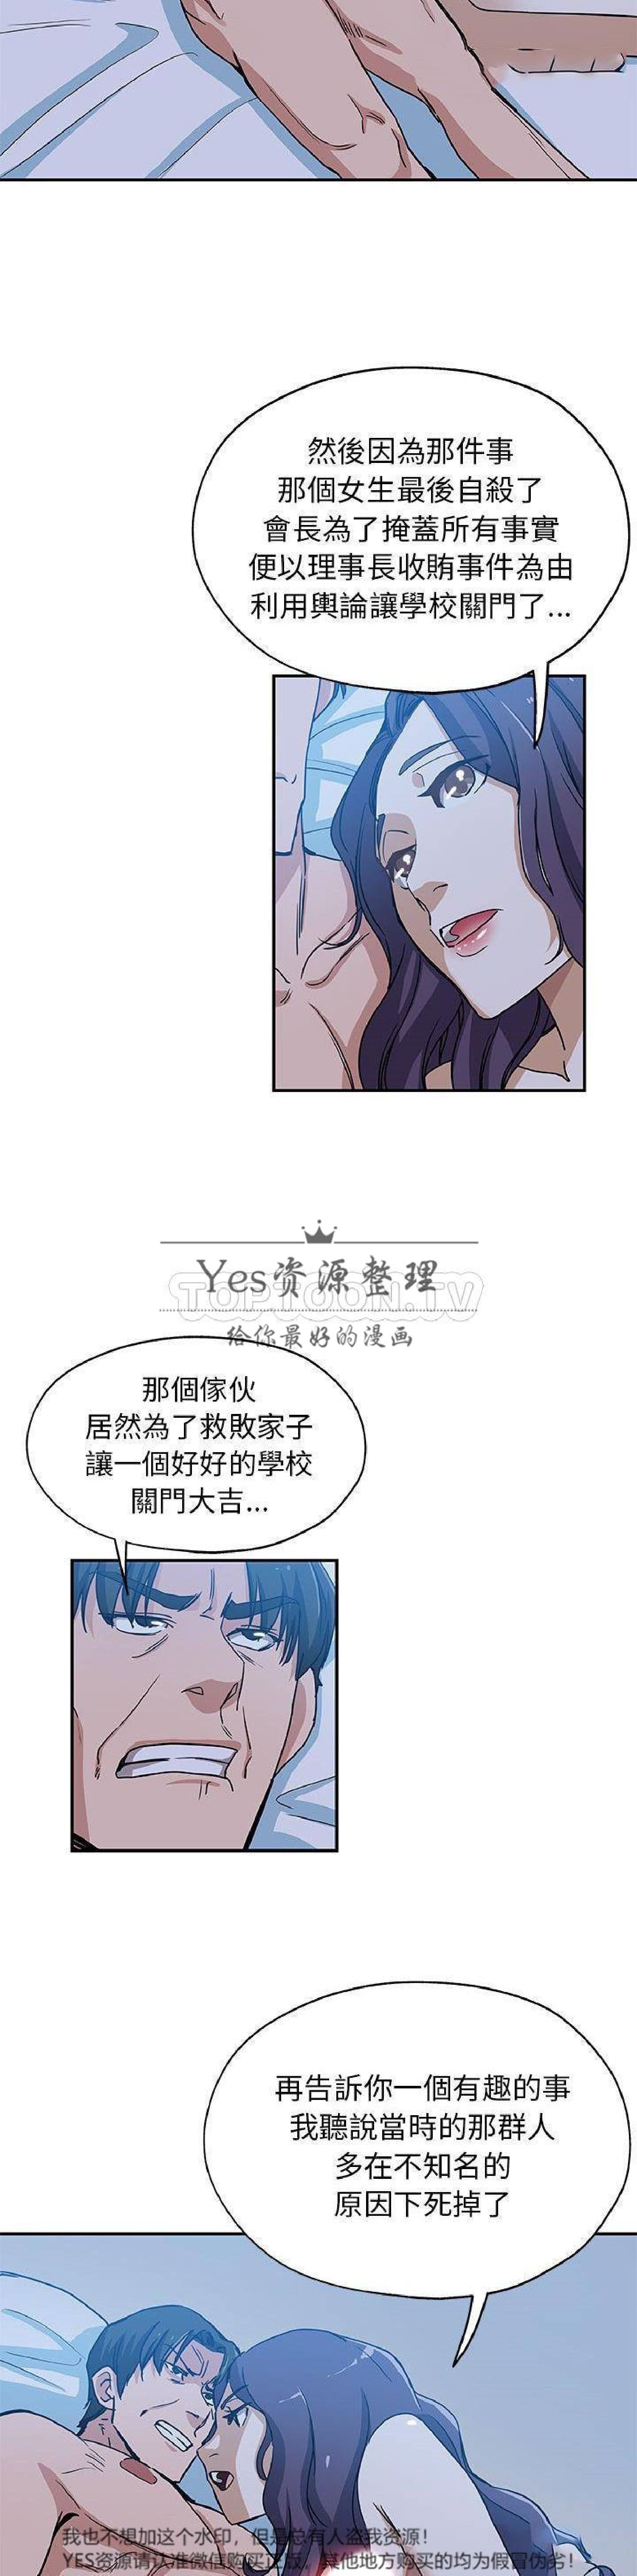 然後因為那件事
那個女生最後自殺了
會長為了掩蓋所有事實
便以理事長收賄事件為由
利用輿論讓學校關門了...
Yes资源整理
TOPTOON.TV
给你最好的漫画
那個傢伙
居然為了救敗家子
讓一個好好的學校
關門大吉...
再告訴你一個有趣的事
我聽說當時的那群人
多在不知名的
原因下死掉了
我也不想加这个水印，但是总有人盗我资源！
YES资源请认准微信购买正版，其他地方购买的均为假冒伪劣！